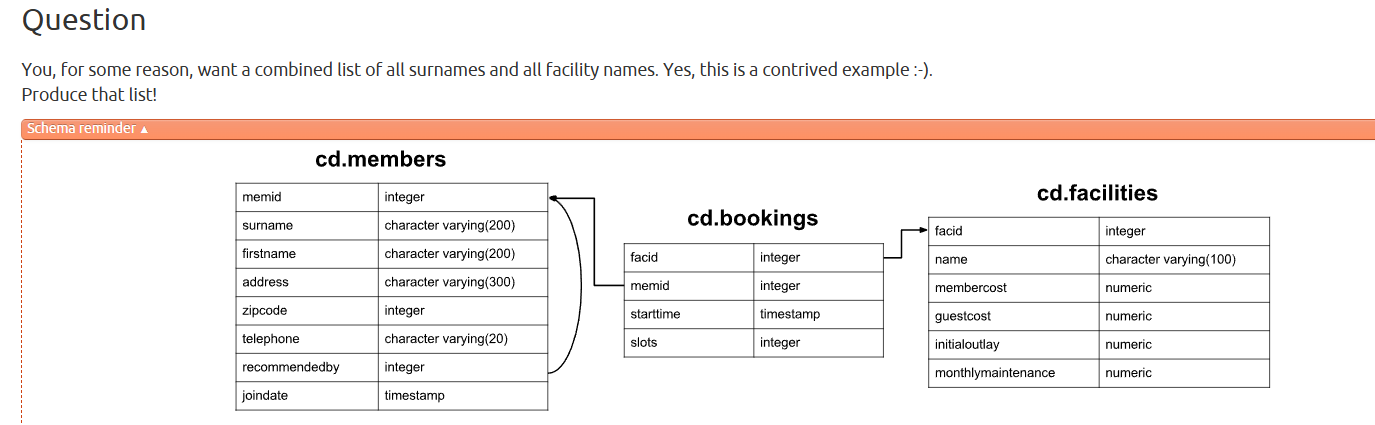 Question
You, for some reason, want a combined list of all surnames and all facility names. Yes, this is a contrived example :-).
Produce that list!
Schema reminder ▲
cd.members
memid integer
surname character varying(200)
firstname character varying(200)
address character varying(300)
zipcode integer
telephone character varying(20)
recommendedby integer
joindate timestamp
cd.bookings
facid integer
memid integer
starttime timestamp
slots integer
cd.facilities
facid integer
name character varying(100)
membercost numeric
guestcost numeric
initialoutlay numeric
monthlymaintenance numeric